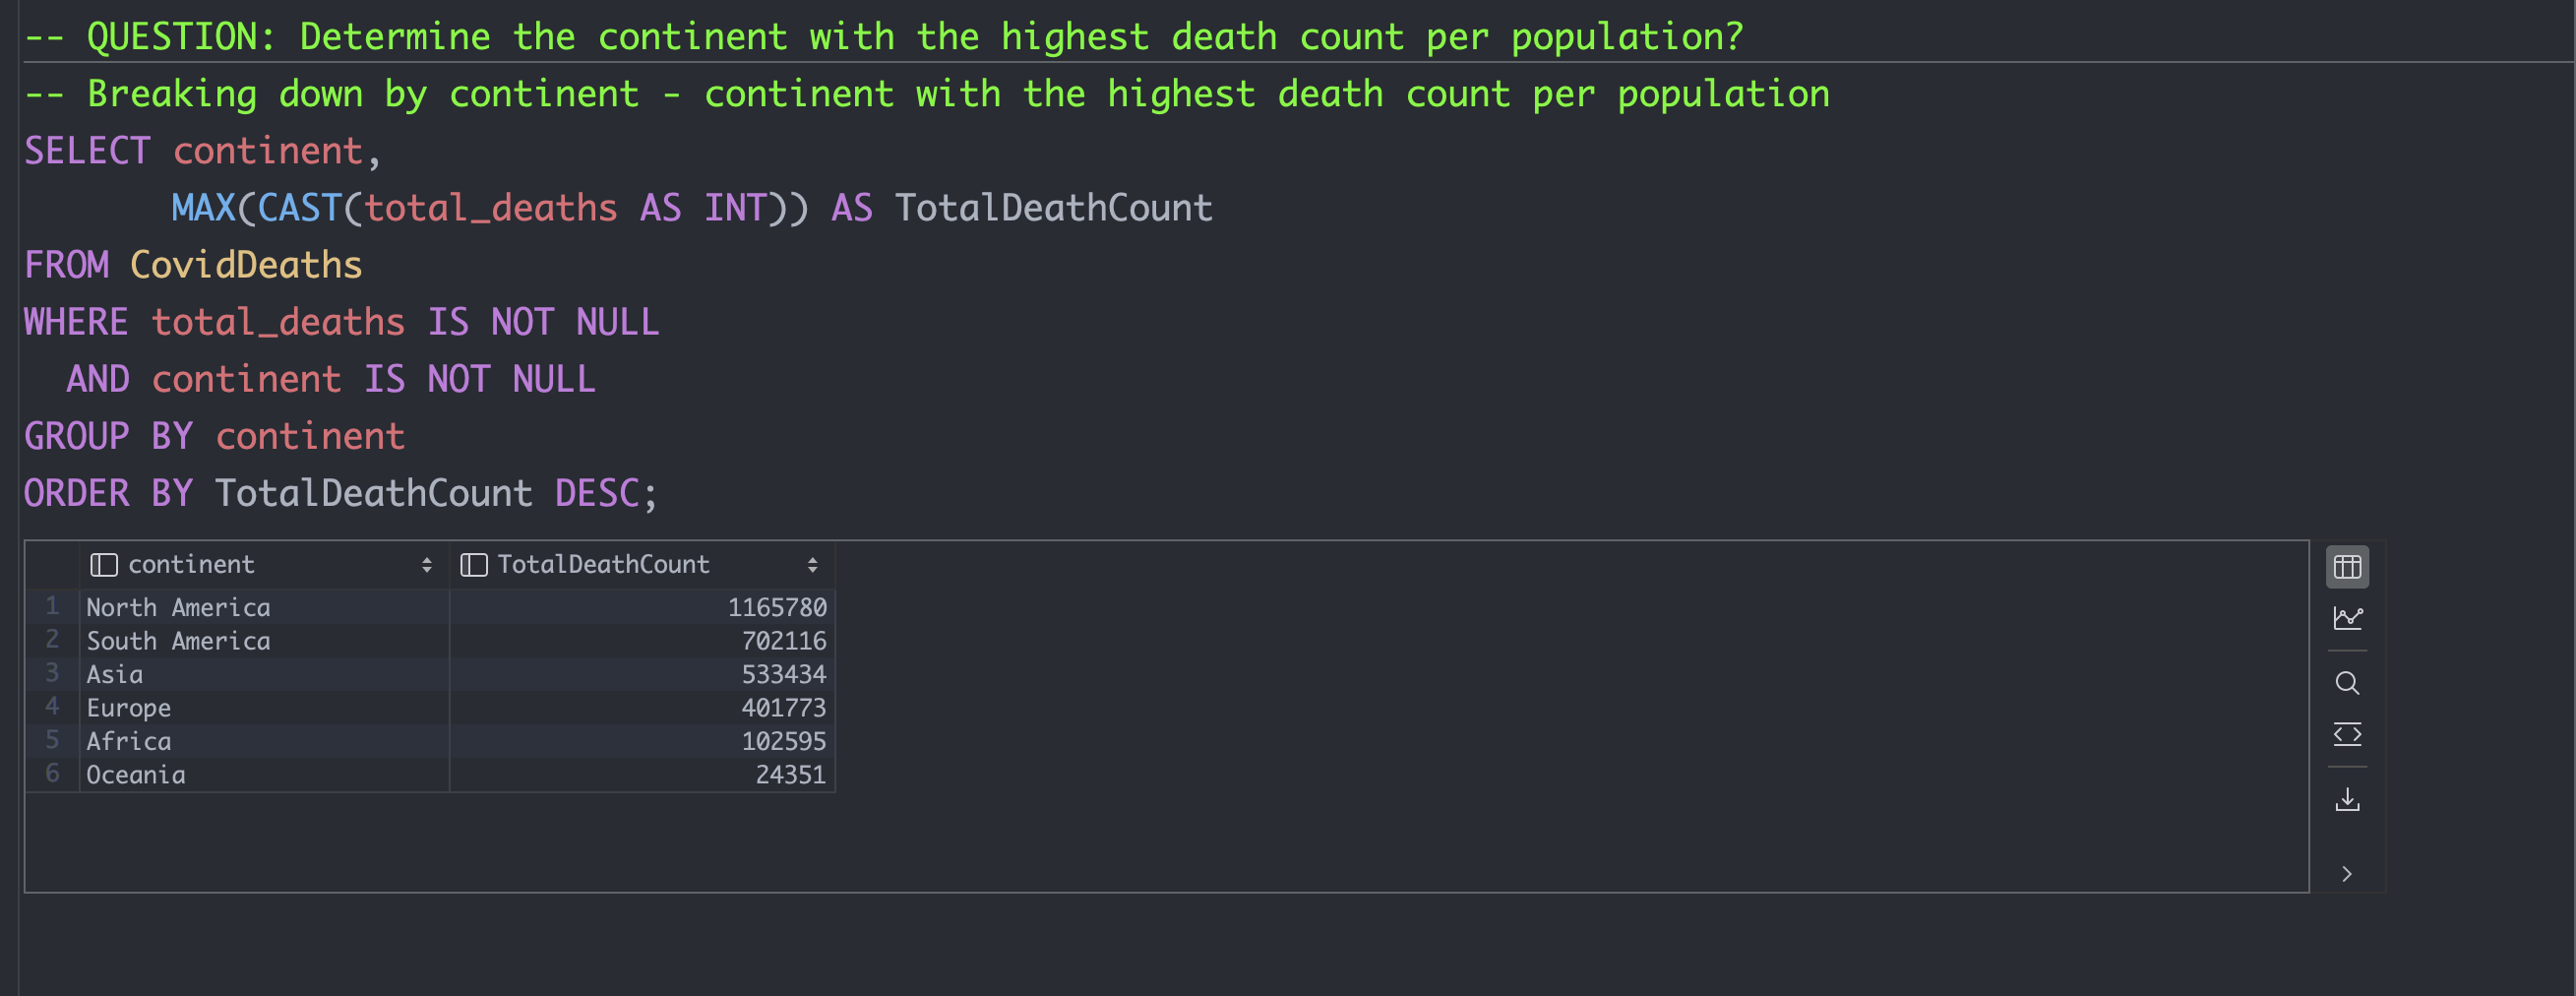 -- QUESTION: Determine the continent with the highest death count per population?
-- Breaking down by continent - continent with the highest death count per population
SELECT continent,
MAX(CAST(total_deaths AS INT)) AS TotalDeathCount
FROM CovidDeaths
WHERE total_deaths IS NOT NULL
AND continent IS NOT NULL
GROUP BY continent
ORDER BY TotalDeathCount DESC;
continent TotalDeathCount
1 North America 1165780
2 South America 702116
3 Asia 533434
4 Europe 401773
5 Africa 102595
6 Oceania 24351